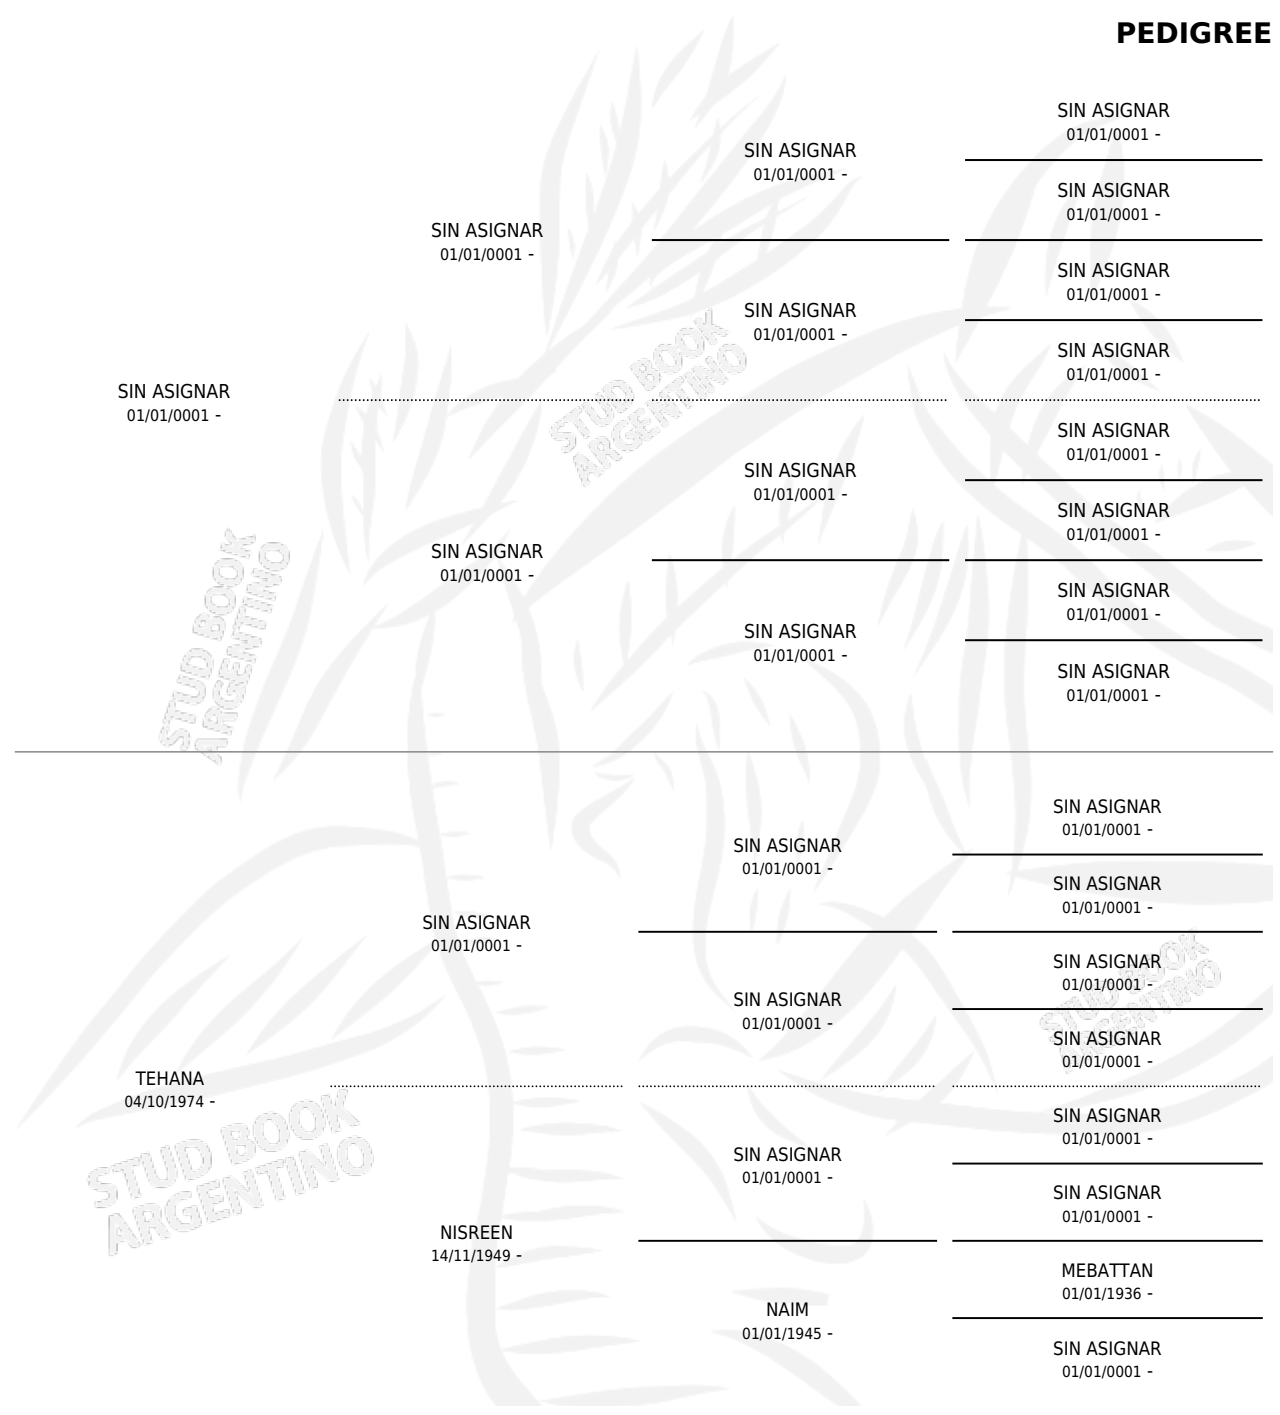 PEDIGREE
SIN ASIGNAR
01/01/0001 -
SIN ASIGNAR
01/01/0001 -
SIN ASIGNAR
01/01/0001 -
SIN ASIGNAR
01/01/0001 -
SIN ASIGNAR
01/01/0001 -
SIN ASIGNAR
01/01/0001 -
SIN ASIGNAR
01/01/0001 -
SIN ASIGNAR
01/01/0001 -
SIN ASIGNAR
01/01/0001 -
SIN ASIGNAR
01/01/0001 -
SIN ASIGNAR
01/01/0001 -
SIN ASIGNAR
01/01/0001 -
SIN ASIGNAR
01/01/0001 -
SIN ASIGNAR
01/01/0001 -
SIN ASIGNAR
01/01/0001 -
STUD BOOK
ARGENTINO
STUD BOOK
ARGENTINO
SIN ASIGNAR
01/01/0001 -
SIN ASIGNAR
01/01/0001 -
SIN ASIGNAR
01/01/0001 -
SIN ASIGNAR
01/01/0001 -
SIN ASIGNAR
01/01/0001 -
SIN ASIGNAR
01/01/0001 -
SIN ASIGNAR
01/01/0001 -
STUD BOOK
ARGENTINO
TEHANA
04/10/1974 -
STUD BOOK
ARGENTINO
SIN ASIGNAR
01/01/0001 -
SIN ASIGNAR
01/01/0001 -
SIN ASIGNAR
01/01/0001 -
NISREEN
14/11/1949 -
MEBATTAN
01/01/1936 -
NAIM
01/01/1945 -
SIN ASIGNAR
01/01/0001 -